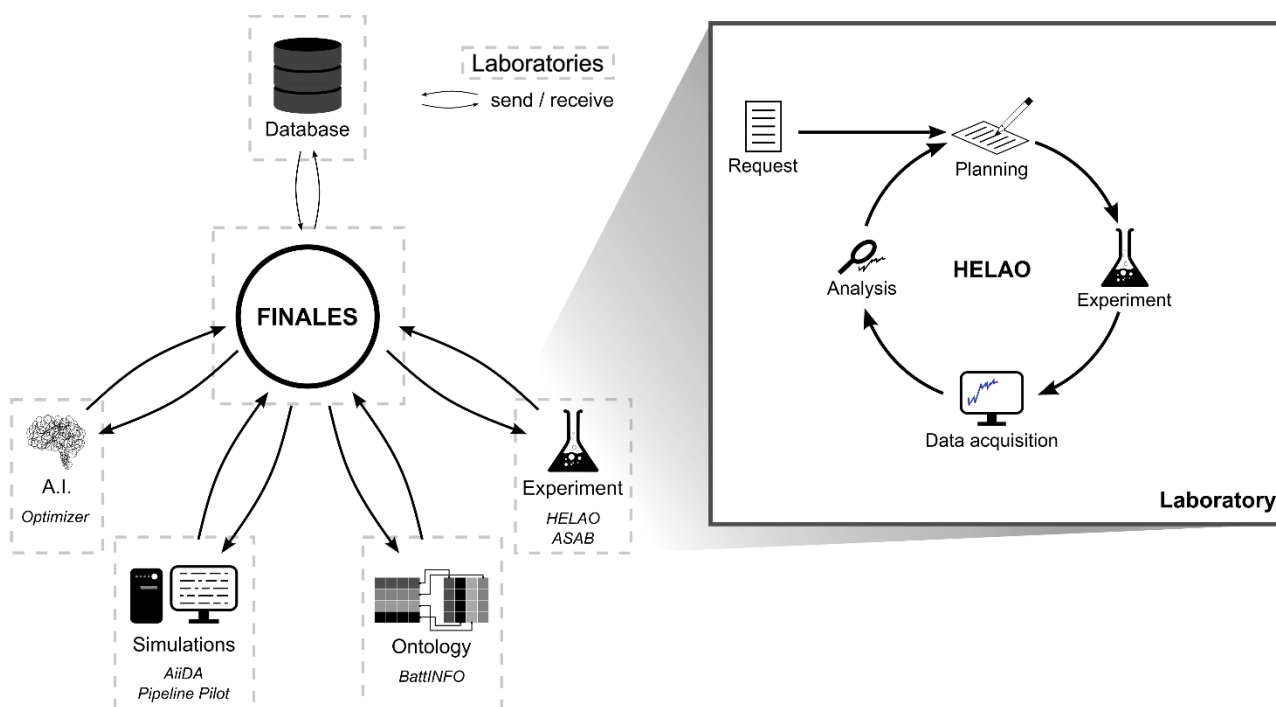 Database
Laboratories
send / receive
FINALES
A.I.
Optimizer
Simulations
AiiDA
Pipeline Pilot
Ontology
BattINFO
Experiment
HELAO
ASAB
Request
Planning
HELAO
Analysis
Experiment
Data acquisition
Laboratory